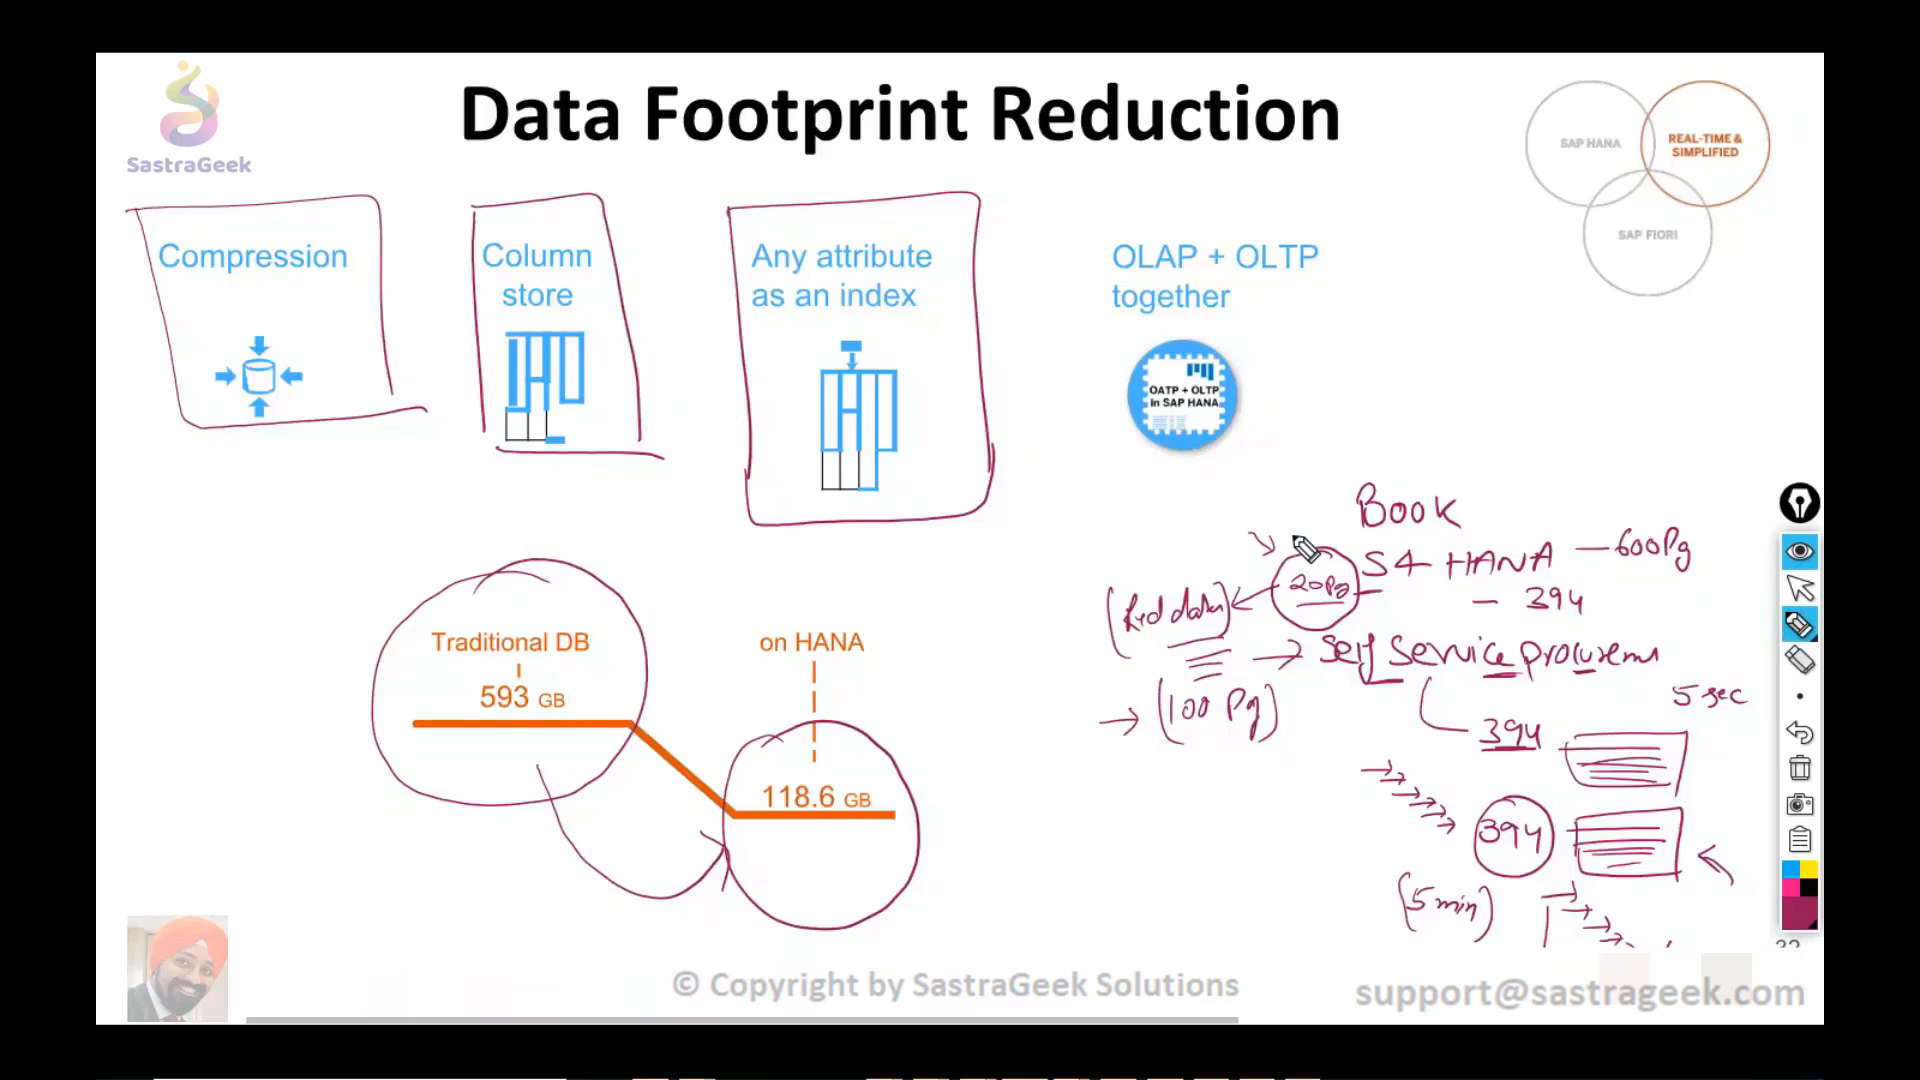 Data Footprint Reduction
SastraGeek
SAP HANA
REAL-TIME &
SIMPLIFIED
SAP FIORI
Compression
Column
store
Any attribute
as an index
OLAP + OLTP
together
OATP + OLTP
in SAP HANA
Book
S4 HANA – 600Pg
20Pg
– 394
(Red data)
→ Self Service
→ (100 Pg)
5 sec
394
394
(5 min)
Traditional DB
593 GB
on HANA
118.6 GB
© Copyright by SastraGeek Solutions
support@sastrageek.com